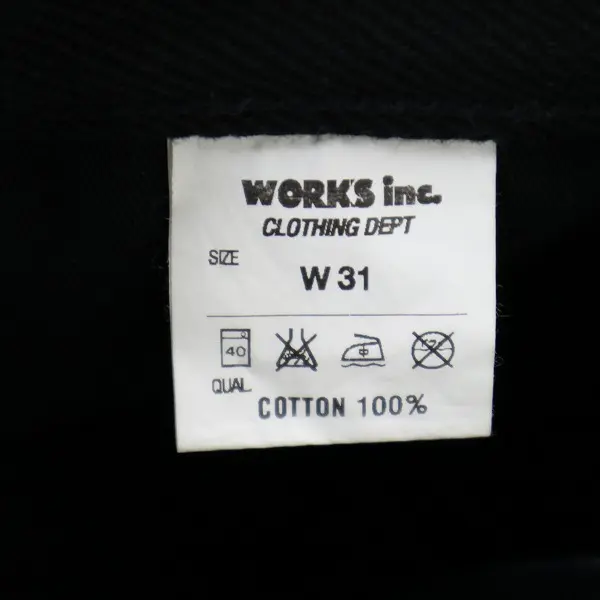 WORKS inc.
CLOTHING DEPT
SIZE
W 31
40
QUAL.
COTTON 100%